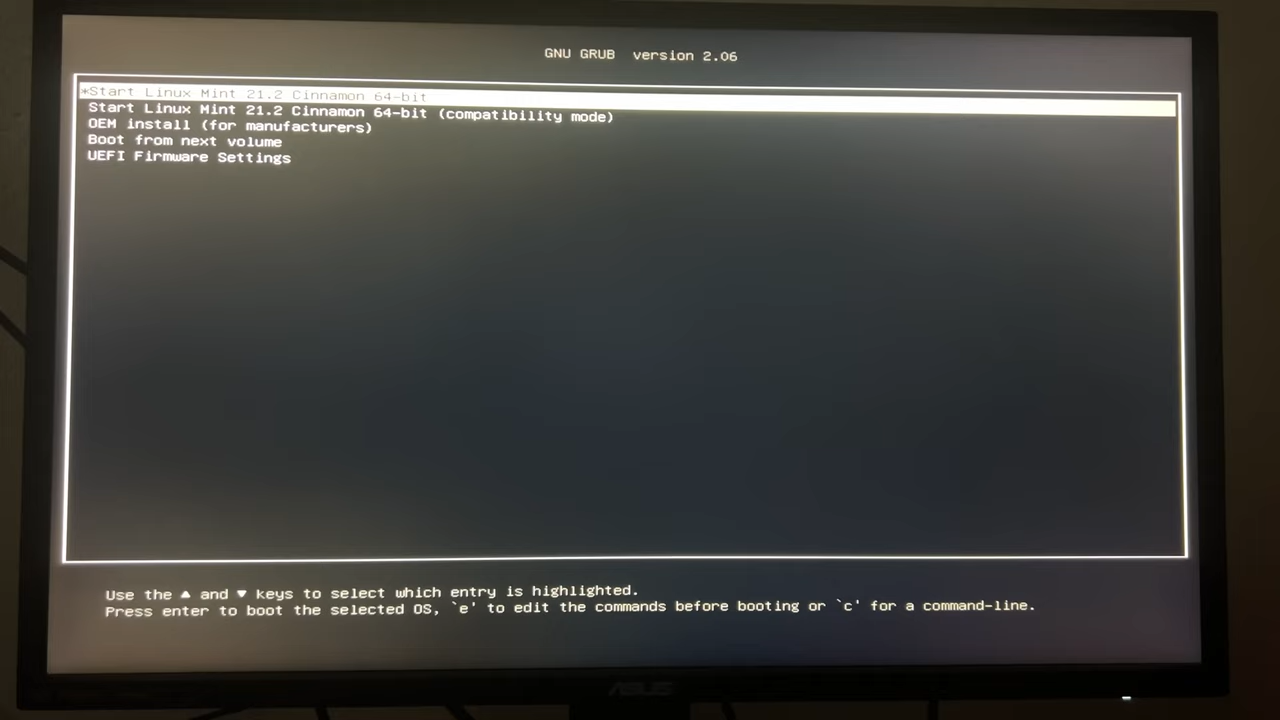 GNU GRUB version 2.06
*Start Linux Mint 21.2 Cinnamon 64-bit
Start Linux Mint 21.2 Cinnamon 64-bit (compatibility mode)
OEM install (for manufacturers)
Boot from next volume
UEFI Firmware Settings
Use the ▲ and ▼ keys to select which entry is highlighted.
Press enter to boot the selected OS, `e' to edit the commands before booting or `c' for a command-line.
ASUS